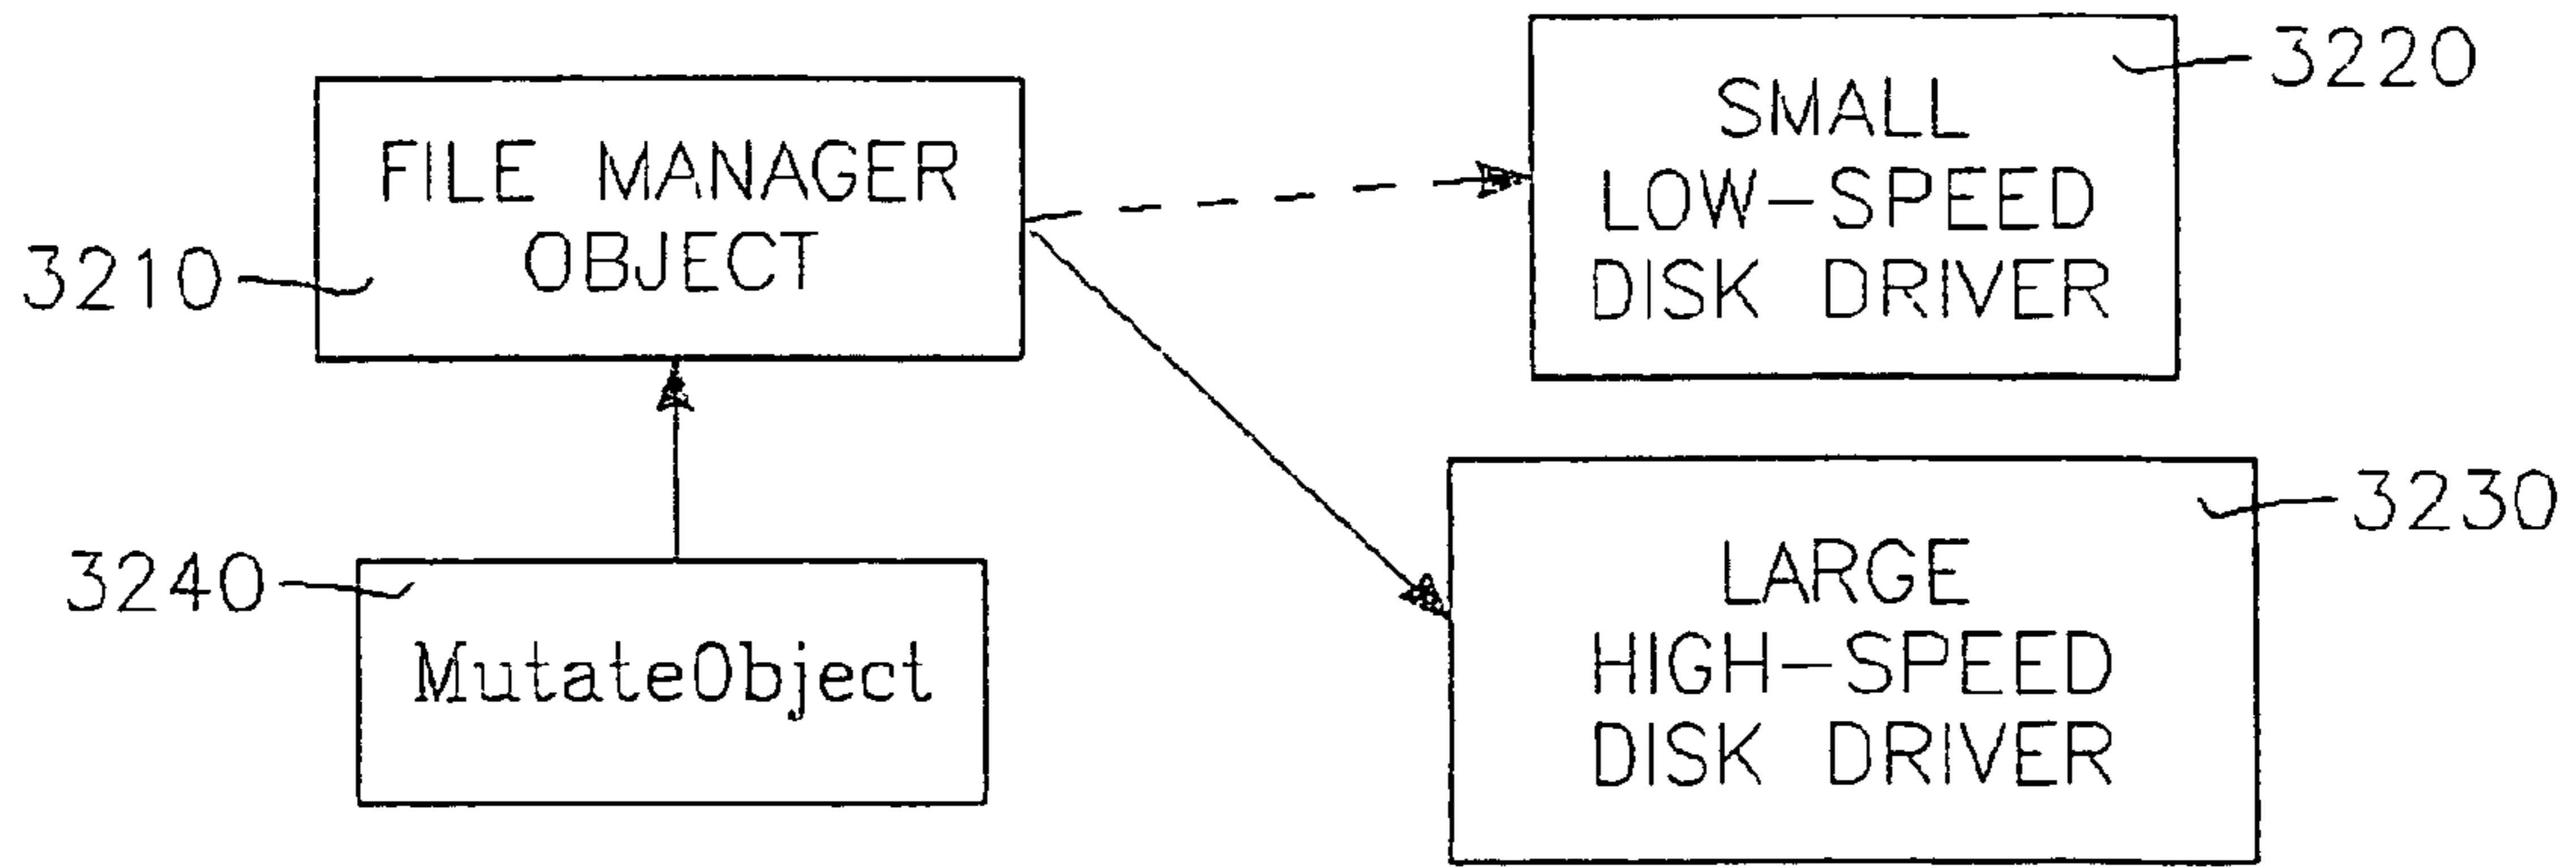 3210
FILE MANAGER
OBJECT
3220
SMALL
LOW-SPEED
DISK DRIVER
3230
LARGE
HIGH-SPEED
DISK DRIVER
3240
MutateObject